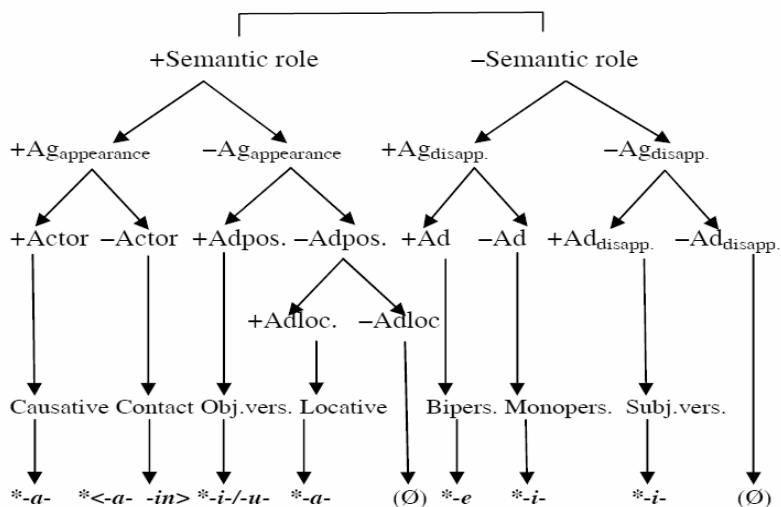 +Semantic role –Semantic role
+Agappearance –Agappearance +Agdisapp. –Agdisapp.
+Actor –Actor +Adpos. –Adpos. +Ad –Ad +Addisapp. –Addisapp.
+Adloc. –Adloc
Causative Contact Obj.vers. Locative Bipers. Monopers. Subj.vers.
*-a- *<-a- -in> *-i-/-u- *-a- (Ø) *-e *-i- *-i- (Ø)